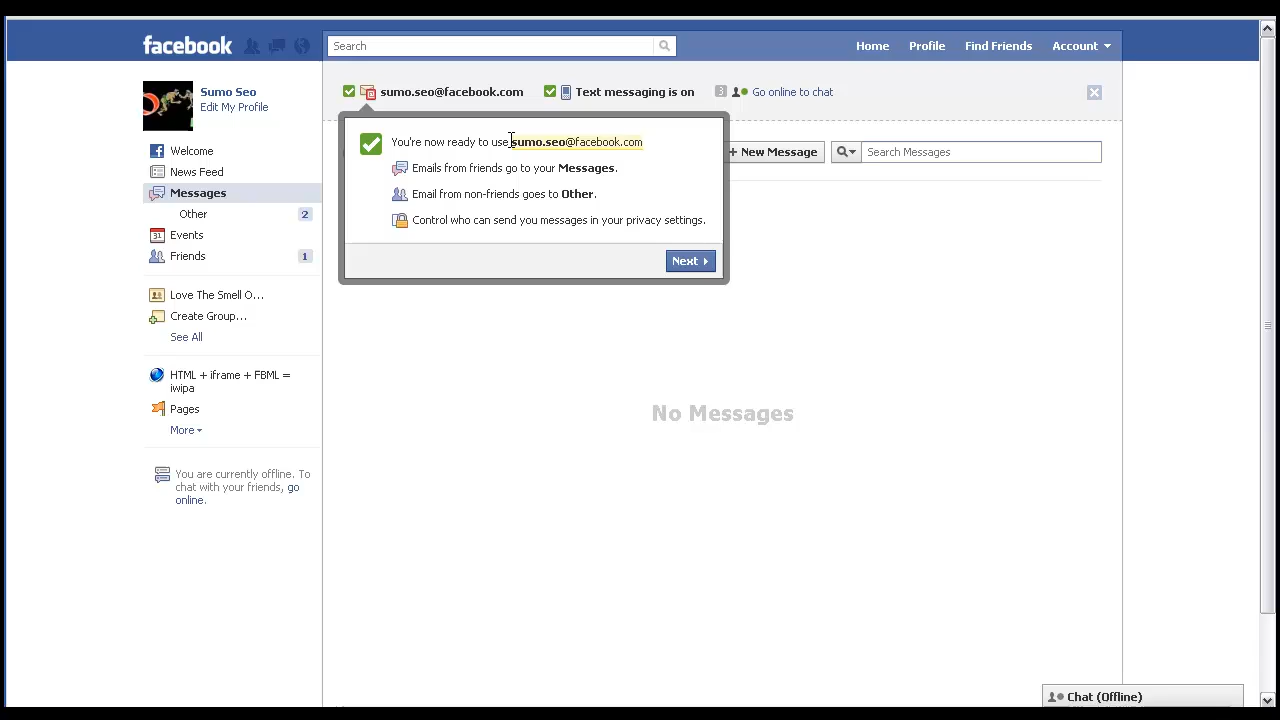 facebook
Search
Home
Profile
Find Friends
Account
Sumo Seo
Edit My Profile
Welcome
News Feed
Messages
Other
2
31
Events
Friends
1
Love The Smell O...
Create Group...
See All
HTML + iframe + FBML =
iwipa
Pages
More
You are currently offline. To
chat with your friends, go
online.
sumo.seo@facebook.com
Text messaging is on
3
Go online to chat
You're now ready to use sumo.seo@facebook.com
Emails from friends go to your Messages.
Email from non-friends goes to Other.
Control who can send you messages in your privacy settings.
Next
+ New Message
Search Messages
No Messages
Chat (Offline)